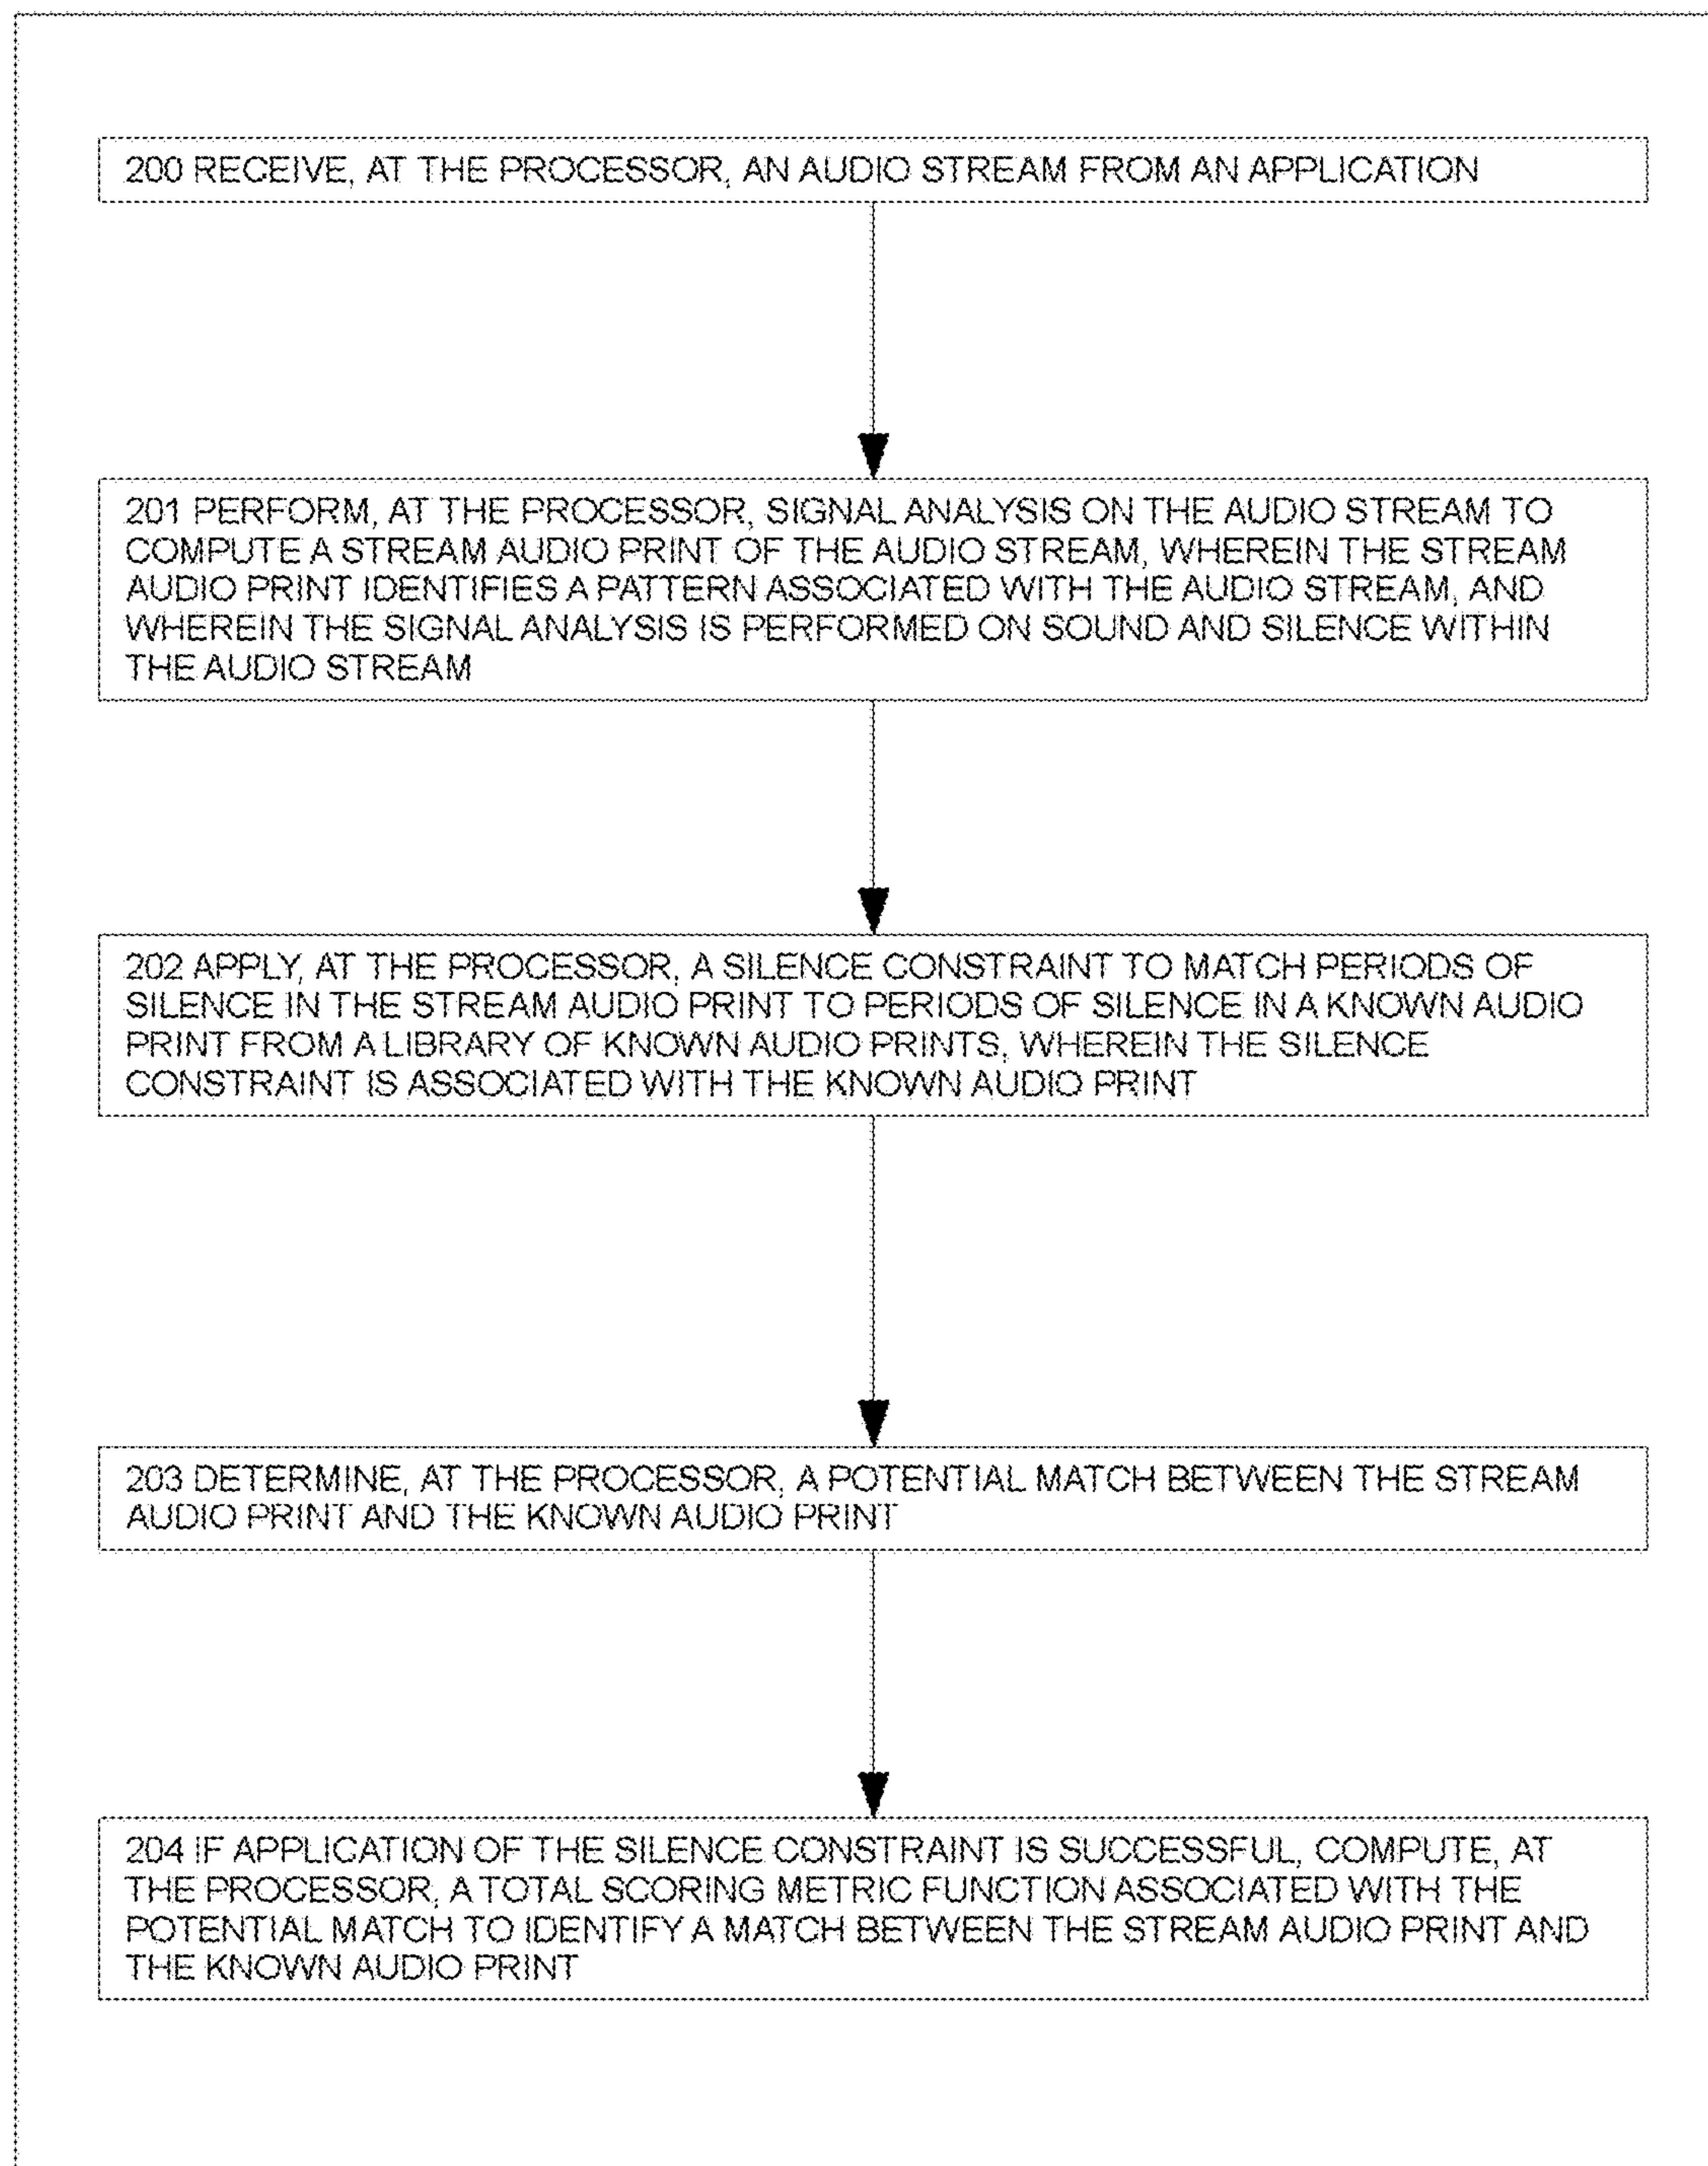 200 RECEIVE, AT THE PROCESSOR, AN AUDIO STREAM FROM AN APPLICATION
201 PERFORM, AT THE PROCESSOR, SIGNAL ANALYSIS ON THE AUDIO STREAM TO
COMPUTE A STREAM AUDIO PRINT OF THE AUDIO STREAM, WHEREIN THE STREAM
AUDIO PRINT IDENTIFIES A PATTERN ASSOCIATED WITH THE AUDIO STREAM, AND
WHEREIN THE SIGNAL ANALYSIS IS PERFORMED ON SOUND AND SILENCE WITHIN
THE AUDIO STREAM
202 APPLY, AT THE PROCESSOR, A SILENCE CONSTRAINT TO MATCH PERIODS OF
SILENCE IN THE STREAM AUDIO PRINT TO PERIODS OF SILENCE IN A KNOWN AUDIO
PRINT FROM A LIBRARY OF KNOWN AUDIO PRINTS, WHEREIN THE SILENCE
CONSTRAINT IS ASSOCIATED WITH THE KNOWN AUDIO PRINT
203 DETERMINE, AT THE PROCESSOR, A POTENTIAL MATCH BETWEEN THE STREAM
AUDIO PRINT AND THE KNOWN AUDIO PRINT
204 IF APPLICATION OF THE SILENCE CONSTRAINT IS SUCCESSFUL, COMPUTE, AT
THE PROCESSOR, A TOTAL SCORING METRIC FUNCTION ASSOCIATED WITH THE
POTENTIAL MATCH TO IDENTIFY A MATCH BETWEEN THE STREAM AUDIO PRINT AND
THE KNOWN AUDIO PRINT